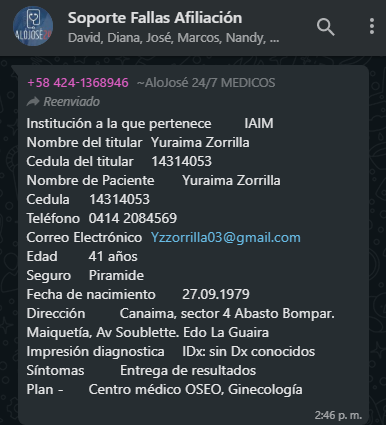 Soporte Fallas Afiliación
David, Diana, José, Marcos, Nandy, ...
ALOJOSE
+58 424-1368946 ~AloJosé 24/7 MEDICOS
Reenviado
Institución a la que pertenece IAIM
Nombre del titular Yuraima Zorrilla
Cedula del titular 14314053
Nombre de Paciente Yuraima Zorrilla
Cedula 14314053
Teléfono 0414 2084569
Correo Electrónico Yzzorrilla03@gmail.com
Edad 41 años
Seguro Piramide
Fecha de nacimiento 27.09.1979
Dirección Canaima, sector 4 Abasto Bompar.
Maiquetía, Av Soublette. Edo La Guaira
Impresión diagnostica IDx: sin Dx conocidos
Síntomas Entrega de resultados
Plan - Centro médico OSEO, Ginecología
2:46 p. m.